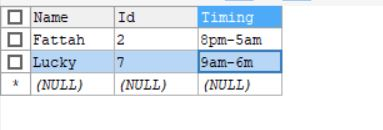 Name Id Timing
Fattah 2 8pm-5am
Lucky 7 9am-6m
* (NULL) (NULL) (NULL)